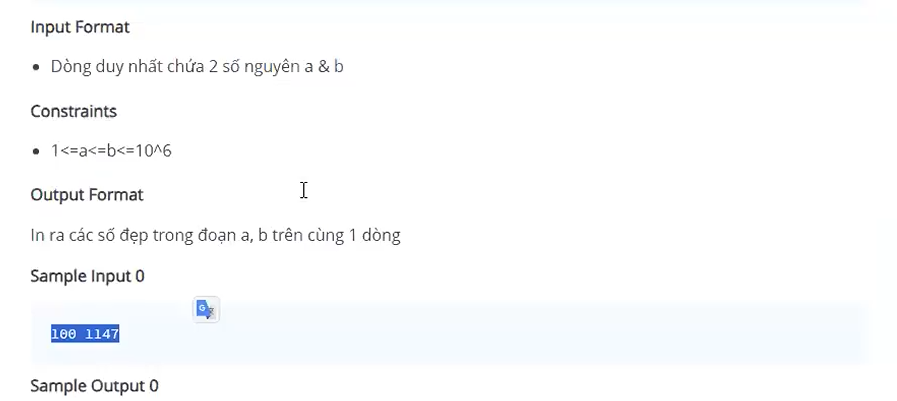 Input Format
Dòng duy nhất chứa 2 số nguyên a & b
Constraints
1<=a<=b<=10^6
Output Format
In ra các số đẹp trong đoạn a, b trên cùng 1 dòng
Sample Input 0
100 1147
Sample Output 0